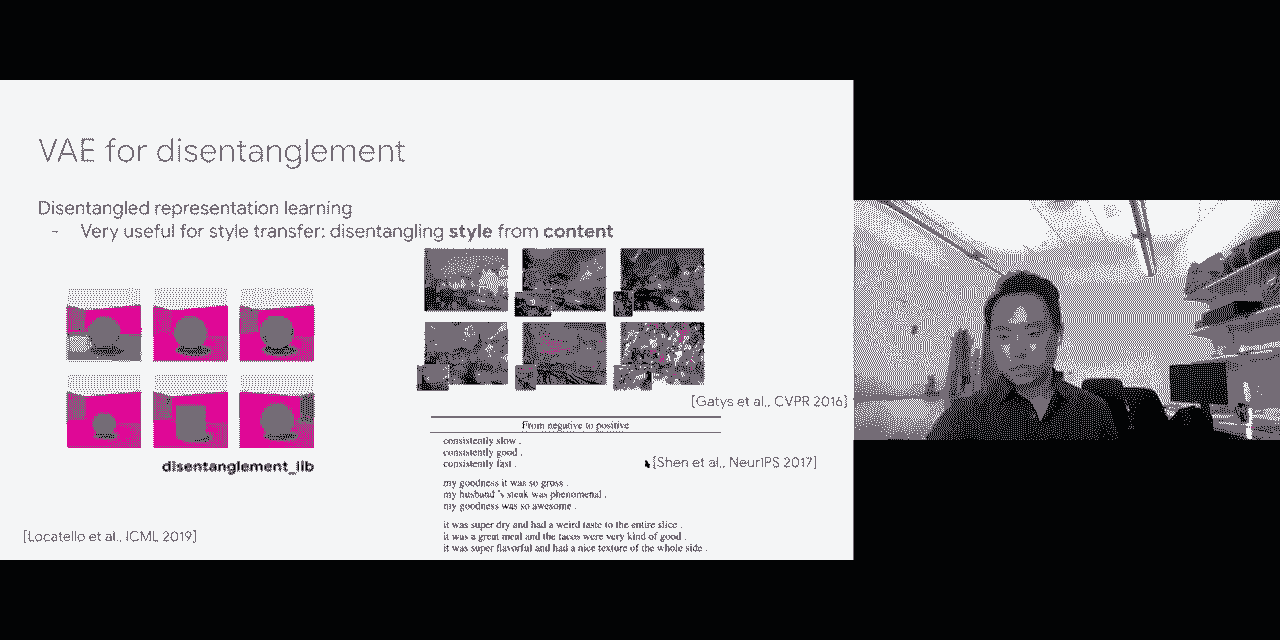 VAE for disentanglement
Disentangled representation learning
- Very useful for style transfer: disentangling style from content
disentanglement_lib
[Locatello et al., ICML 2019]
[Gatys et al., CVPR 2016]
From negative to positive
consistently slow .
consistently good .
consistently fast .
[Shen et al., NeurIPS 2017]
my goodness it was so gross .
my husband 's steak was phenomenal .
my goodness was so awesome .
it was super dry and had a weird taste to the entire slice .
it was a great meal and the tacos were very kind of good .
it was super flavorful and had a nice texture of the whole side .